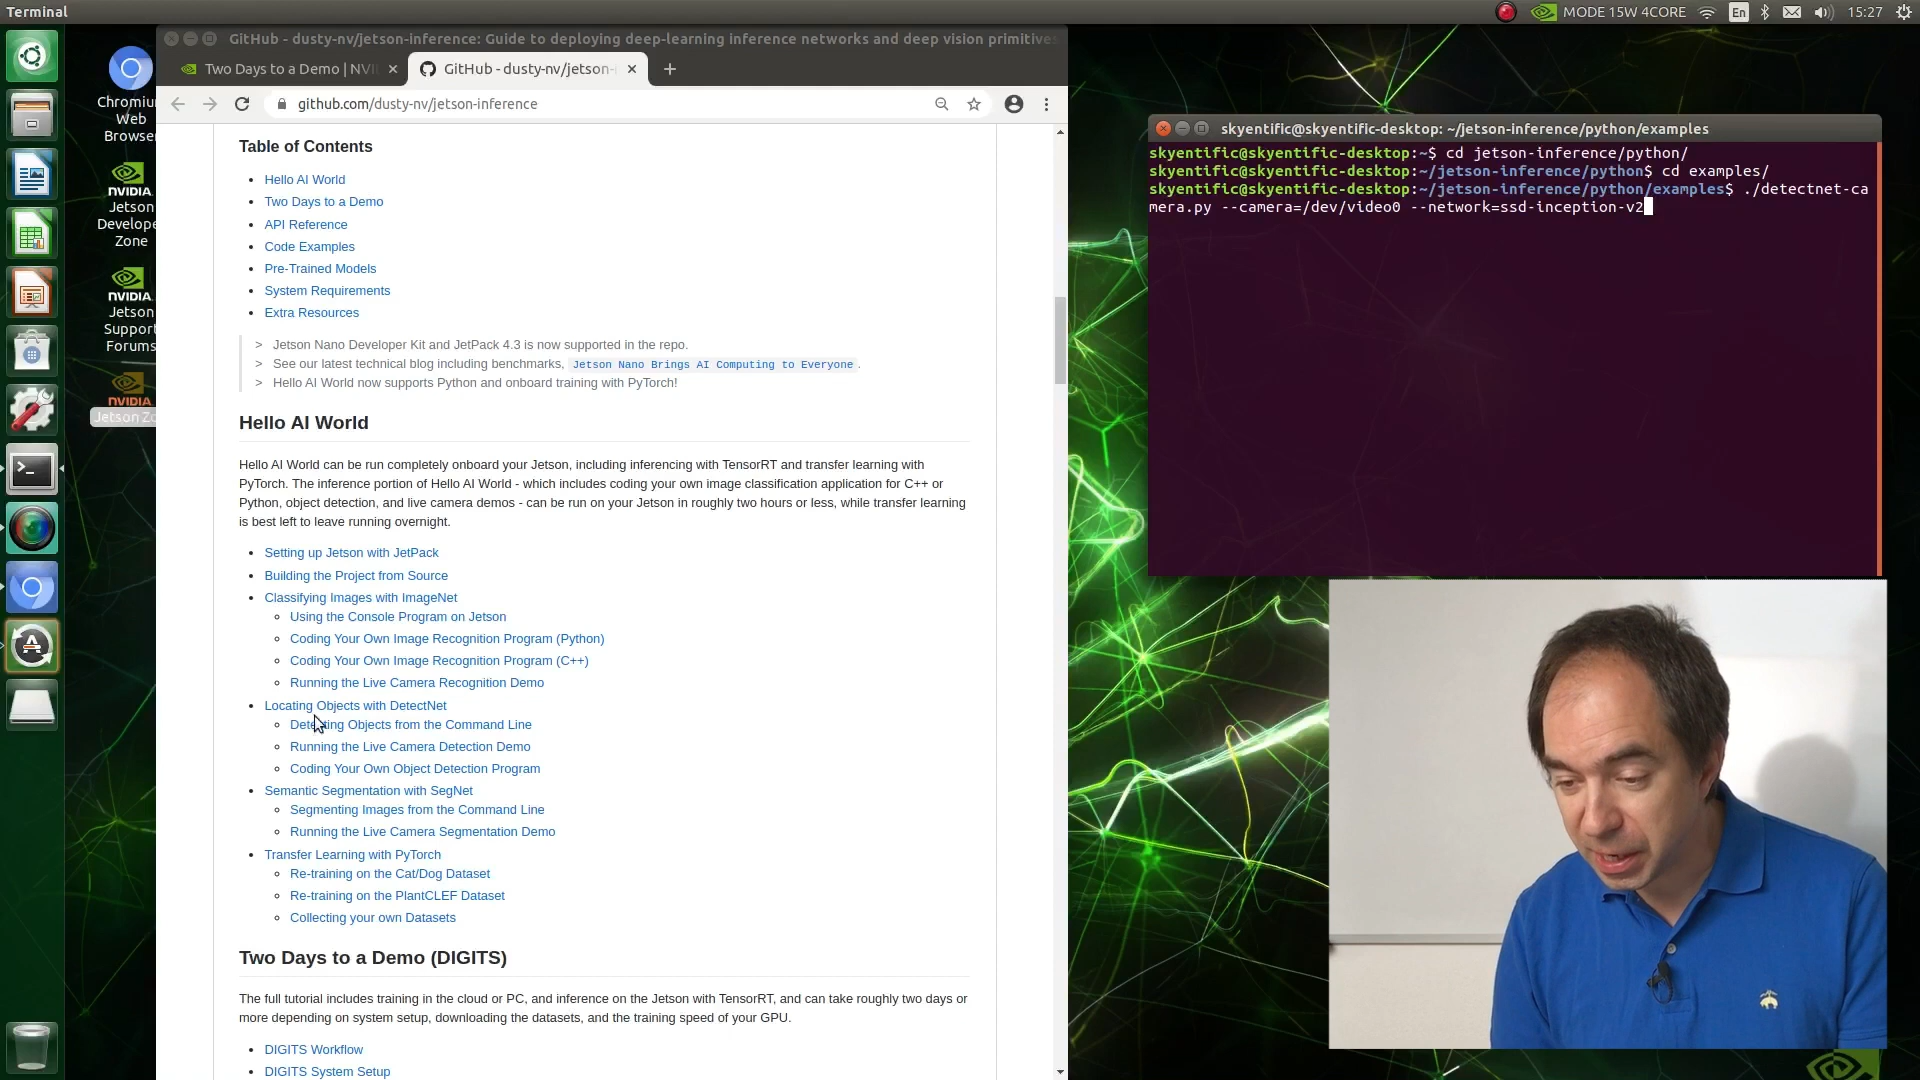 Terminal
MODE 15W 4CORE
En
15:27
Chromium
Web
Browser
NVIDIA.
Jetson
Develope
Zone
NVIDIA.
Jetson
Support
Forums
NVIDIA.
Jetson Zo
GitHub - dusty-nv/jetson-inference: Guide to deploying deep-learning inference networks and deep vision primitives
Two Days to a Demo | NVI
GitHub - dusty-nv/jetson-
github.com/dusty-nv/jetson-inference
Table of Contents
Hello AI World
Two Days to a Demo
API Reference
Code Examples
Pre-Trained Models
System Requirements
Extra Resources
> Jetson Nano Developer Kit and JetPack 4.3 is now supported in the repo.
> See our latest technical blog including benchmarks, Jetson Nano Brings AI Computing to Everyone.
> Hello AI World now supports Python and onboard training with PyTorch!
Hello AI World
Hello AI World can be run completely onboard your Jetson, including inferencing with TensorRT and transfer learning with
PyTorch. The inference portion of Hello AI World - which includes coding your own image classification application for C++ or
Python, object detection, and live camera demos - can be run on your Jetson in roughly two hours or less, while transfer learning
is best left to leave running overnight.
Setting up Jetson with JetPack
Building the Project from Source
Classifying Images with ImageNet
Using the Console Program on Jetson
Coding Your Own Image Recognition Program (Python)
Coding Your Own Image Recognition Program (C++)
Running the Live Camera Recognition Demo
Locating Objects with DetectNet
Detecting Objects from the Command Line
Running the Live Camera Detection Demo
Coding Your Own Object Detection Program
Semantic Segmentation with SegNet
Segmenting Images from the Command Line
Running the Live Camera Segmentation Demo
Transfer Learning with PyTorch
Re-training on the Cat/Dog Dataset
Re-training on the PlantCLEF Dataset
Collecting your own Datasets
Two Days to a Demo (DIGITS)
The full tutorial includes training in the cloud or PC, and inference on the Jetson with TensorRT, and can take roughly two days or
more depending on system setup, downloading the datasets, and the training speed of your GPU.
DIGITS Workflow
DIGITS System Setup
skyentific@skyentific-desktop: ~/jetson-inference/python/examples
skyentific@skyentific-desktop:~$ cd jetson-inference/python/
skyentific@skyentific-desktop:~/jetson-inference/python$ cd examples/
skyentific@skyentific-desktop:~/jetson-inference/python/examples$ ./detectnet-ca
mera.py --camera=/dev/video0 --network=ssd-inception-v2